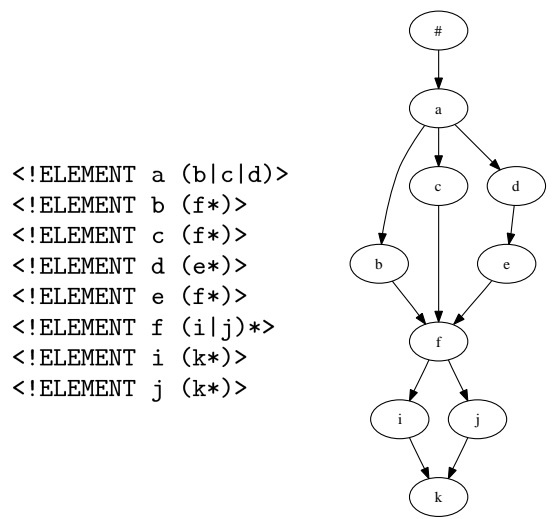 <!ELEMENT a (b|c|d)>
<!ELEMENT b (f*)>
<!ELEMENT c (f*)>
<!ELEMENT d (e*)>
<!ELEMENT e (f*)>
<!ELEMENT f (i|j)*>
<!ELEMENT i (k*)>
<!ELEMENT j (k*)>
#
a
c d
b e
f
i j
k